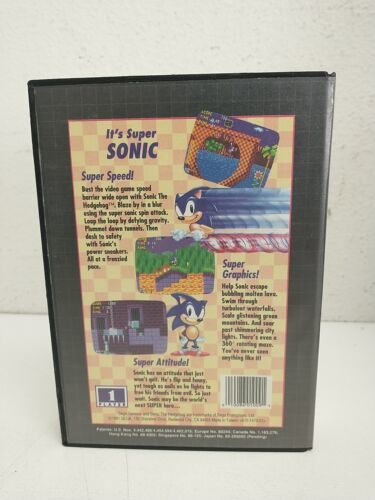 It's Super
SONIC
Super Speed!
Bust the video game speed
barrier wide open with Sonic The
Hedgehog™. Blaze by in a blur
using the super sonic spin attack.
Loop the loop by defying gravity.
Plummet down tunnels. Then
dash to safety
with Sonic's
power sneakers.
All at a frenzied
pace.
Super
Graphics!
Help Sonic escape
bubbling molten lava.
Swim through
turbulent waterfalls.
Scale glistening green
mountains. And soar
past shimmering city
lights. There's even a
360° rotating maze.
You've never seen
anything like it!
Super Attitude!
Sonic has an attitude that just
won't quit. He's flip and funny,
yet tough as nails as he fights to
free his friends from evil. So just
wait. Sonic may be the world's
next SUPER hero...
1
PLAYER